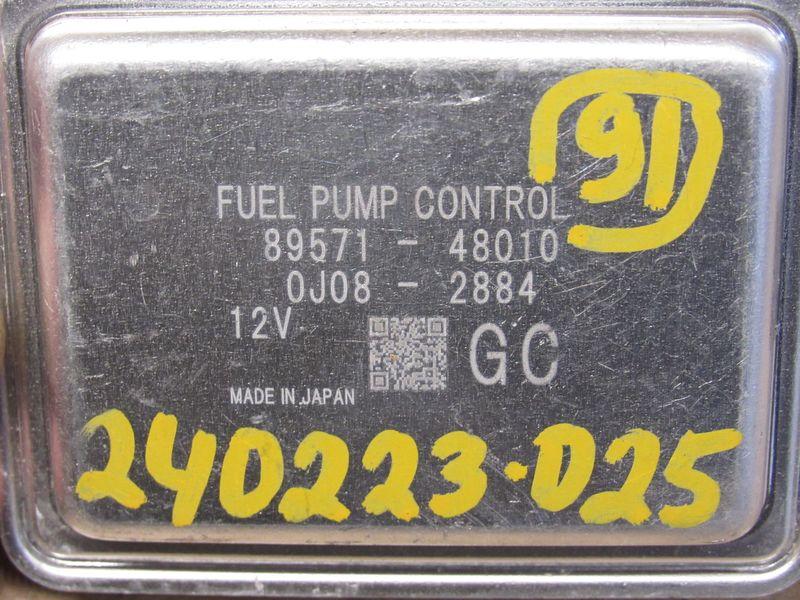 91
FUEL PUMP CONTROL
89571 - 48010
0J08 - 2884
12V
GC
MADE IN JAPAN
240223.D25